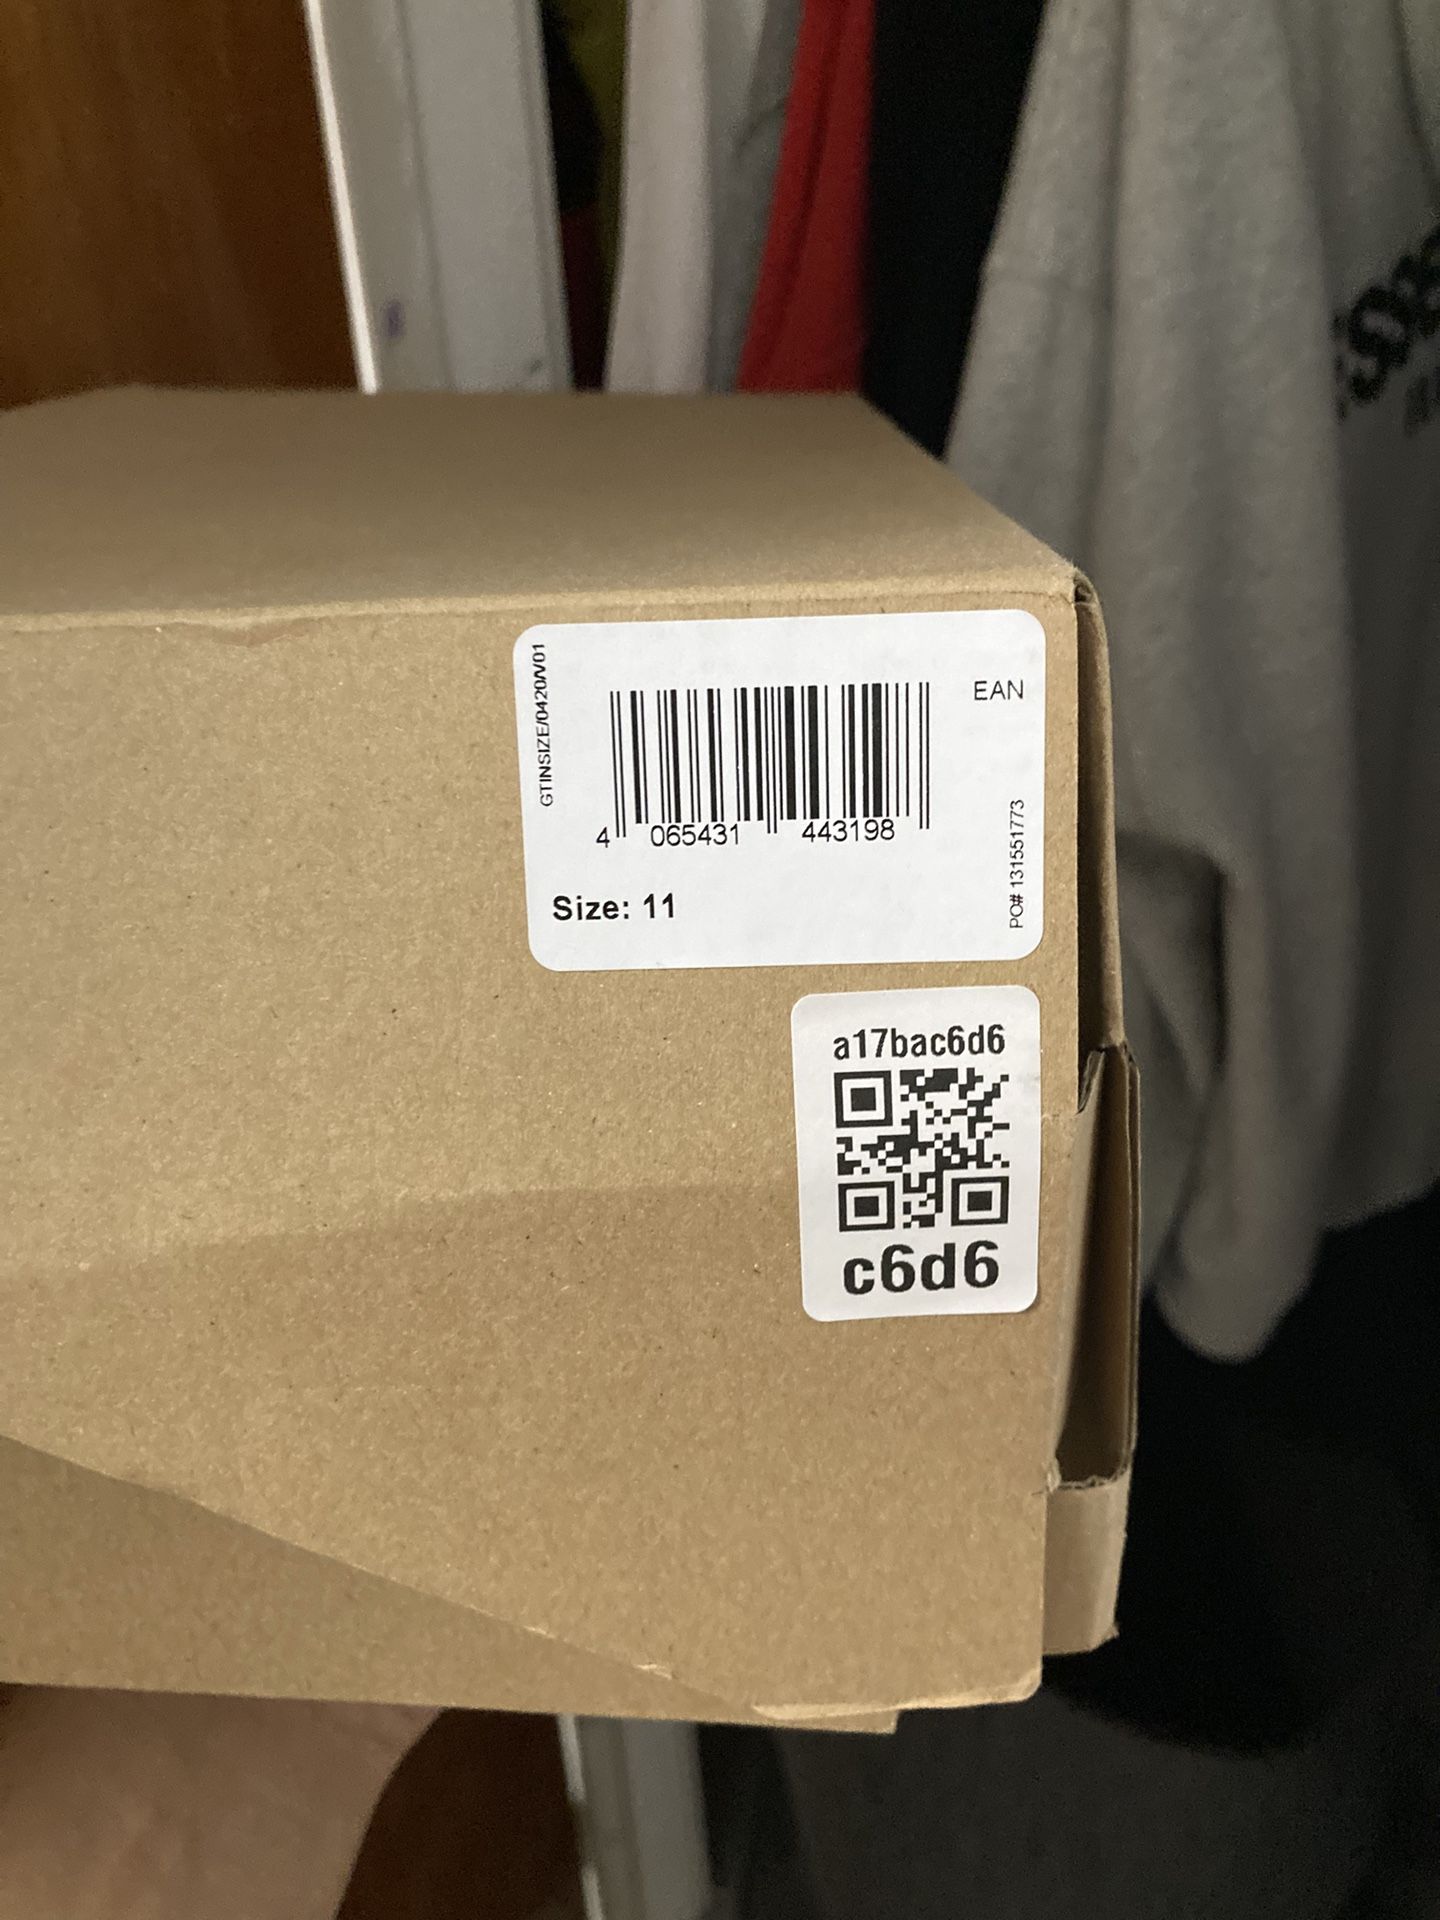 GTINSIZE/0420/V01
EAN
4 065431 443198
PO# 131551773
Size: 11
a17bac6d6
c6d6